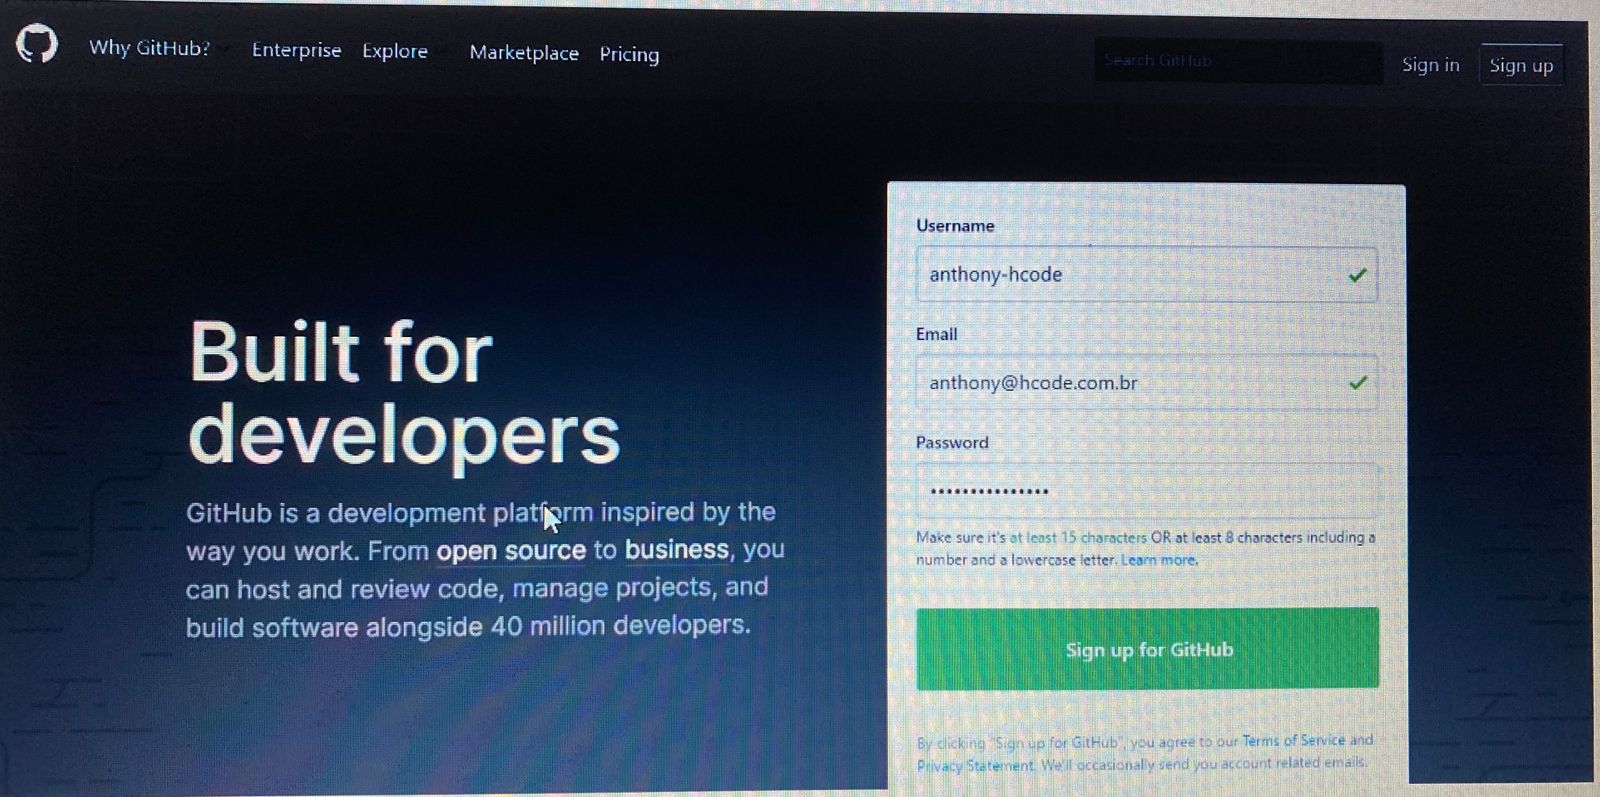 Why GitHub? Enterprise Explore Marketplace Pricing Search GitHub Sign in Sign up
Built for
developers
GitHub is a development platform inspired by the
way you work. From open source to business, you
can host and review code, manage projects, and
build software alongside 40 million developers.
Username
anthony-hcode
Email
anthony@hcode.com.br
Password
•••••••••••••••
Make sure it's at least 15 characters OR at least 8 characters including a
number and a lowercase letter. Learn more.
Sign up for GitHub
By clicking "Sign up for GitHub", you agree to our Terms of Service and
Privacy Statement. We'll occasionally send you account related emails.